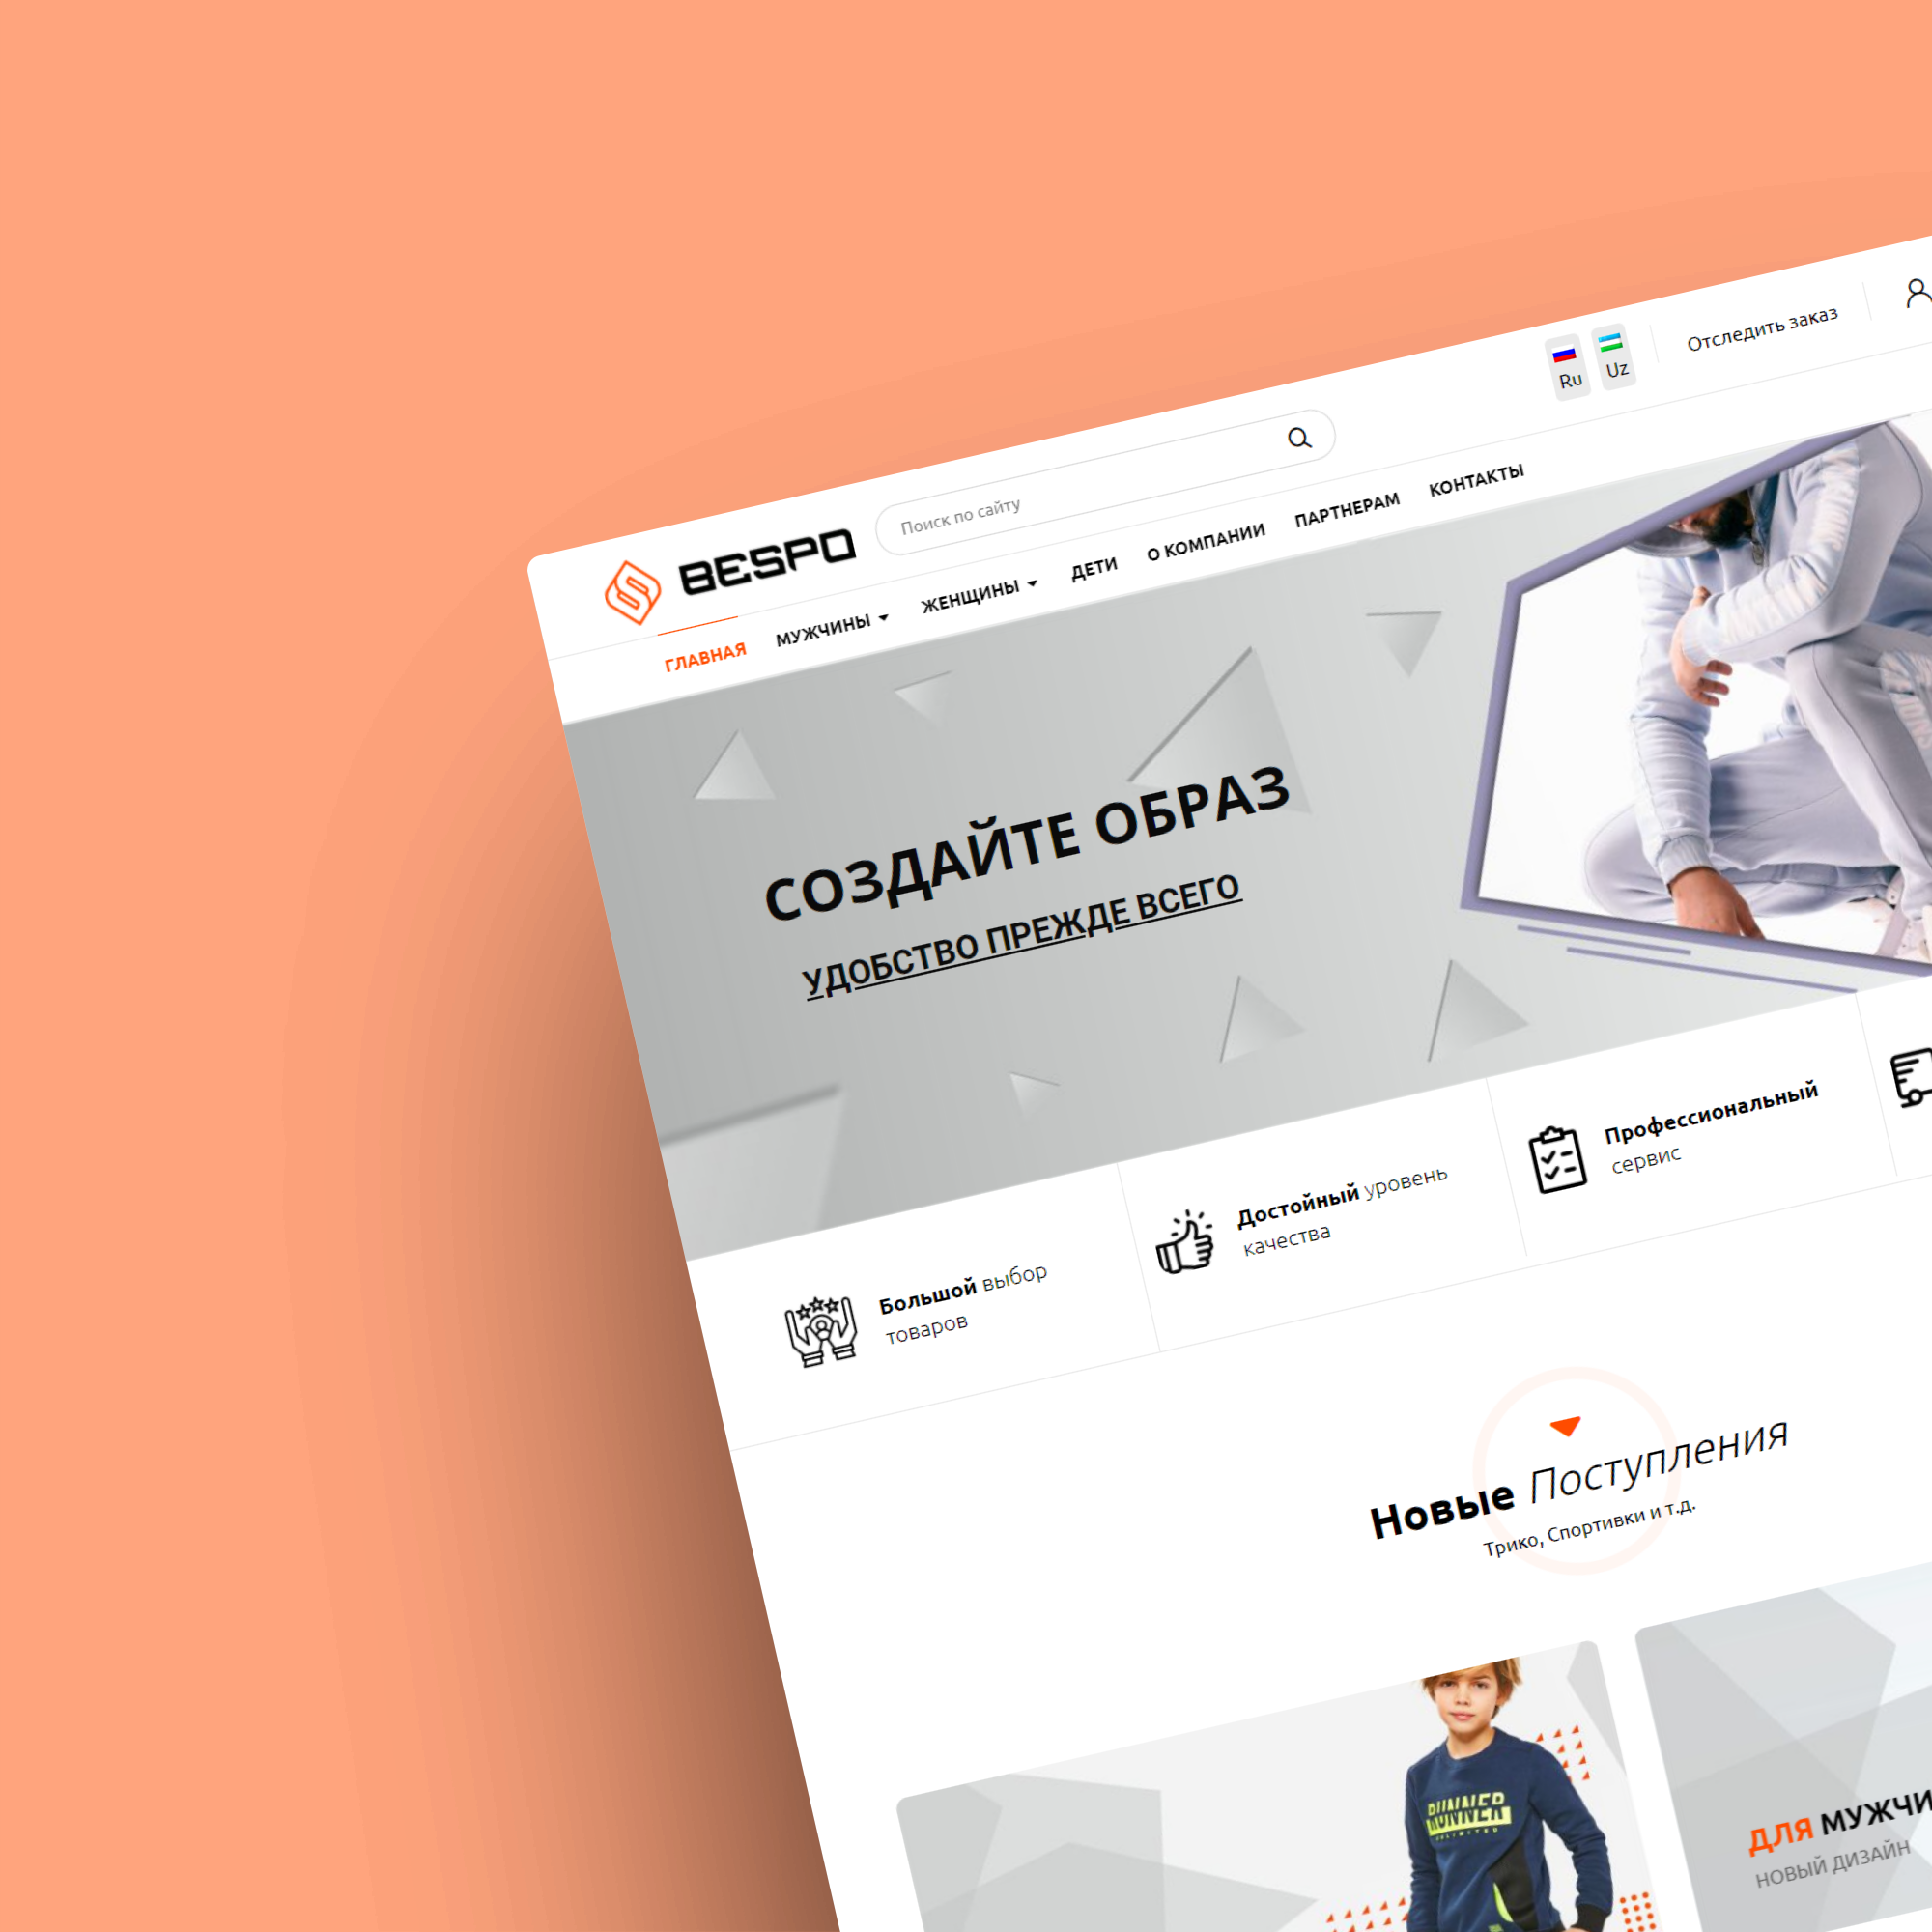 Ru
Uz
Отследить заказ
BESPO
Поиск по сайту
ГЛАВНАЯ
МУЖЧИНЫ
ЖЕНЩИНЫ
ДЕТИ
О КОМПАНИИ
ПАРТНЕРАМ
КОНТАКТЫ
СОЗДАЙТЕ ОБРАЗ
УДОБСТВО ПРЕЖДЕ ВСЕГО
Большой выбор
товаров
Достойный уровень
качества
Профессиональный
сервис
Новые Поступления
Трико, Спортивки и т.д.
RUNNER
UNLIMITED
ДЛЯ МУЖЧИ
НОВЫЙ ДИЗАЙН